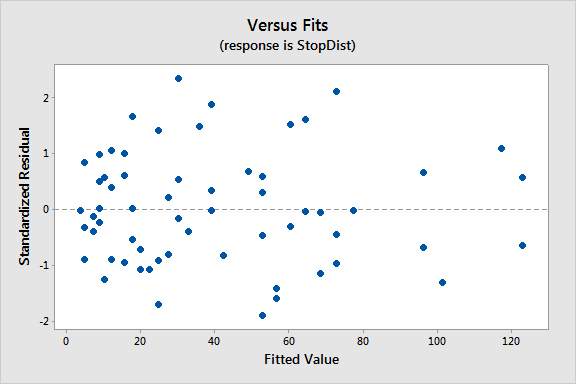 Versus Fits
(response is StopDist)
2
1
0
-1
-2
Standardized Residual
0 20 40 60 80 100 120
Fitted Value